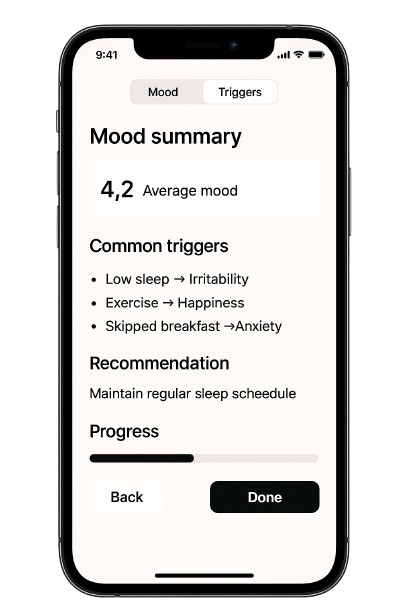 9:41
Mood Triggers
Mood summary
4,2 Average mood
Common triggers
• Low sleep → Irritability
• Exercise → Happiness
• Skipped breakfast →Anxiety
Recommendation
Maintain regular sleep scheedule
Progress
Back Done